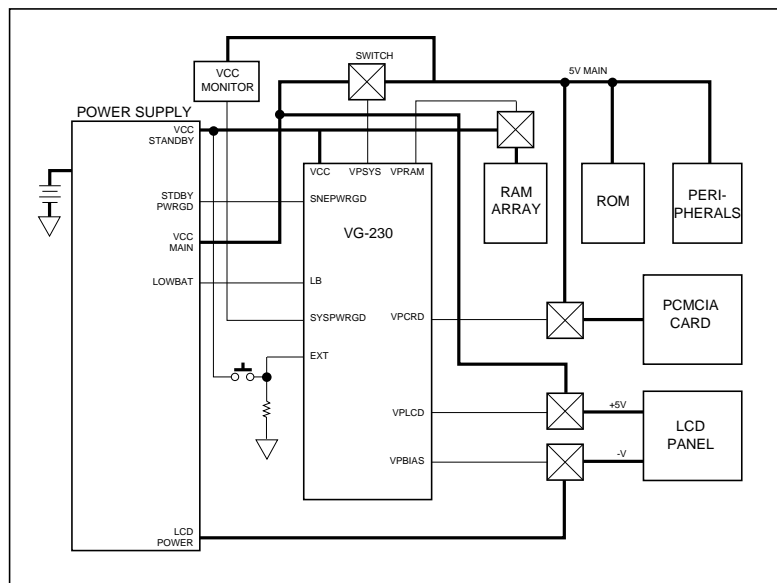 SWITCH
VCC
MONITOR
5V MAIN
POWER SUPPLY
VCC
STANDBY
STDBY
PWRGD
VCC
MAIN
LOWBAT
LCD
POWER
VCC
VPSYS
VPRAM
SNEPWRGD
VG-230
LB
SYSPWRGD
EXT
VPCRD
VPLCD
VPBIAS
RAM
ARRAY
ROM
PERI-
PHERALS
PCMCIA
CARD
+5V
-V
LCD
PANEL